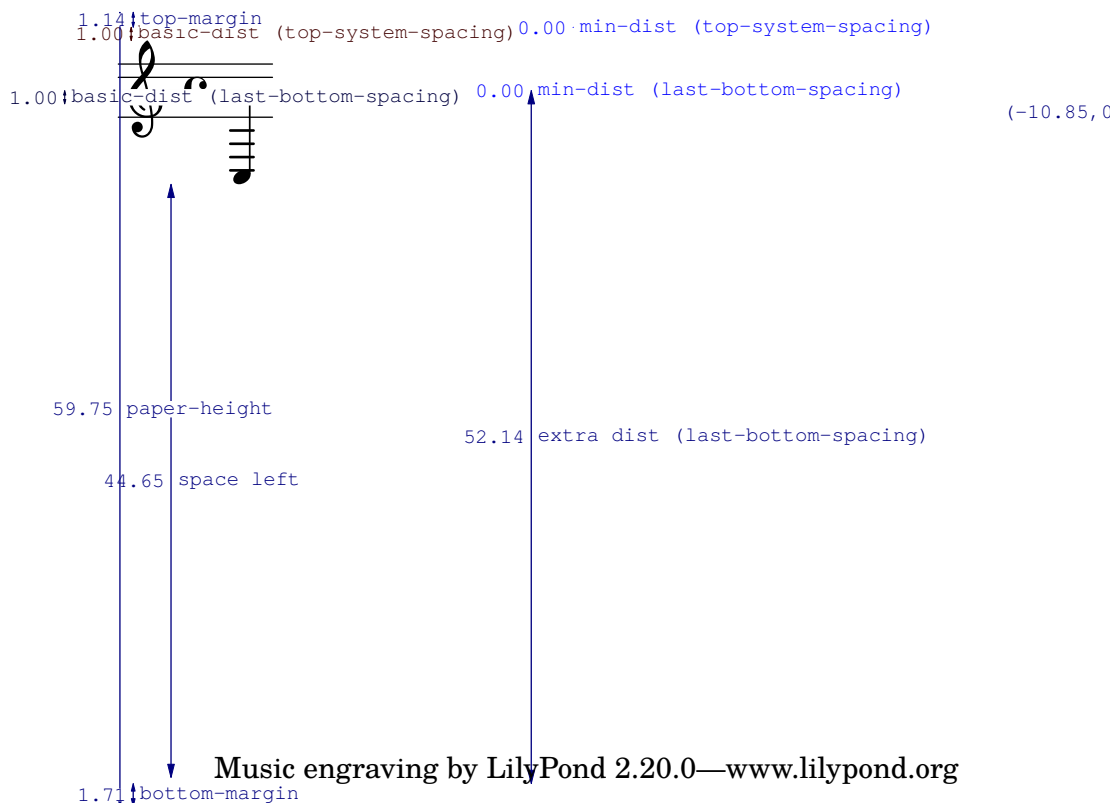 1.14 top-margin
1.00 basic-dist (top-system-spacing) 0.00 min-dist (top-system-spacing)
1.00 basic-dist (last-bottom-spacing) 0.00 min-dist (last-bottom-spacing)
(-10.85,0
59.75 paper-height
52.14 extra dist (last-bottom-spacing)
44.65 space left
Music engraving by LilyPond 2.20.0—www.lilypond.org
1.71 bottom-margin